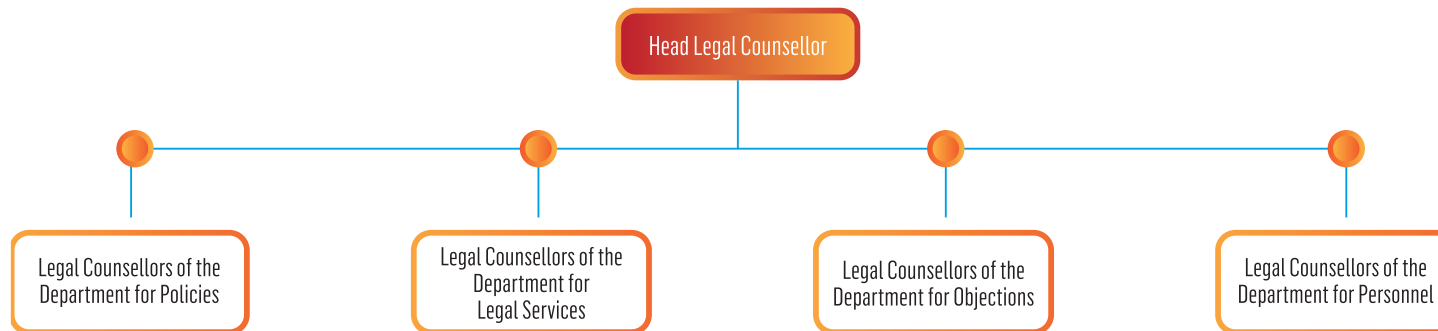 Head Legal Counsellor
Legal Counsellors of the
Department for Policies
Legal Counsellors of the
Department for
Legal Services
Legal Counsellors of the
Department for Objections
Legal Counsellors of the
Department for Personnel